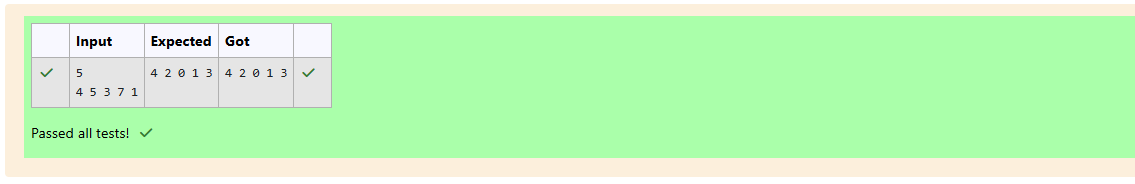 Input Expected Got
5 4 2 0 1 3 4 2 0 1 3
4 5 3 7 1
Passed all tests!